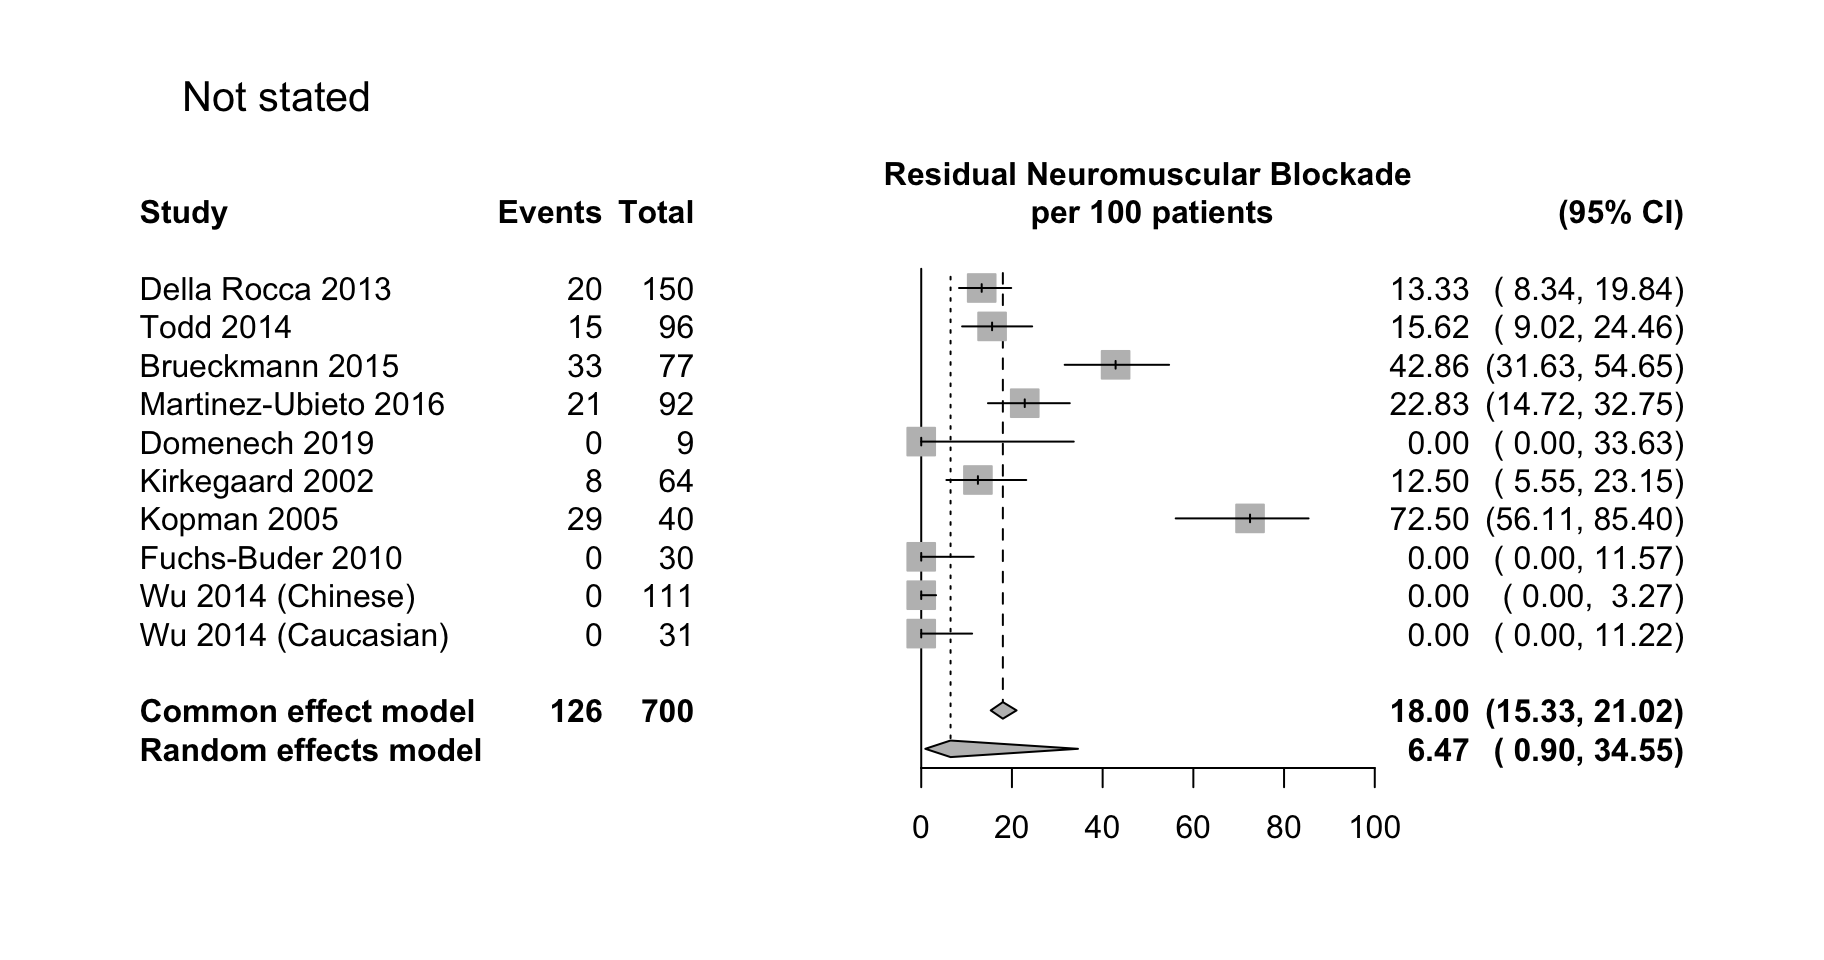 Not stated
Residual Neuromuscular Blockade
Study Events Total per 100 patients (95% CI)
Della Rocca 2013 20 150 13.33 ( 8.34, 19.84)
Todd 2014 15 96 15.62 ( 9.02, 24.46)
Brueckmann 2015 33 77 42.86 (31.63, 54.65)
Martinez-Ubieto 2016 21 92 22.83 (14.72, 32.75)
Domenech 2019 0 9 0.00 ( 0.00, 33.63)
Kirkegaard 2002 8 64 12.50 ( 5.55, 23.15)
Kopman 2005 29 40 72.50 (56.11, 85.40)
Fuchs-Buder 2010 0 30 0.00 ( 0.00, 11.57)
Wu 2014 (Chinese) 0 111 0.00 ( 0.00, 3.27)
Wu 2014 (Caucasian) 0 31 0.00 ( 0.00, 11.22)
Common effect model 126 700 18.00 (15.33, 21.02)
Random effects model 6.47 ( 0.90, 34.55)
0 20 40 60 80 100